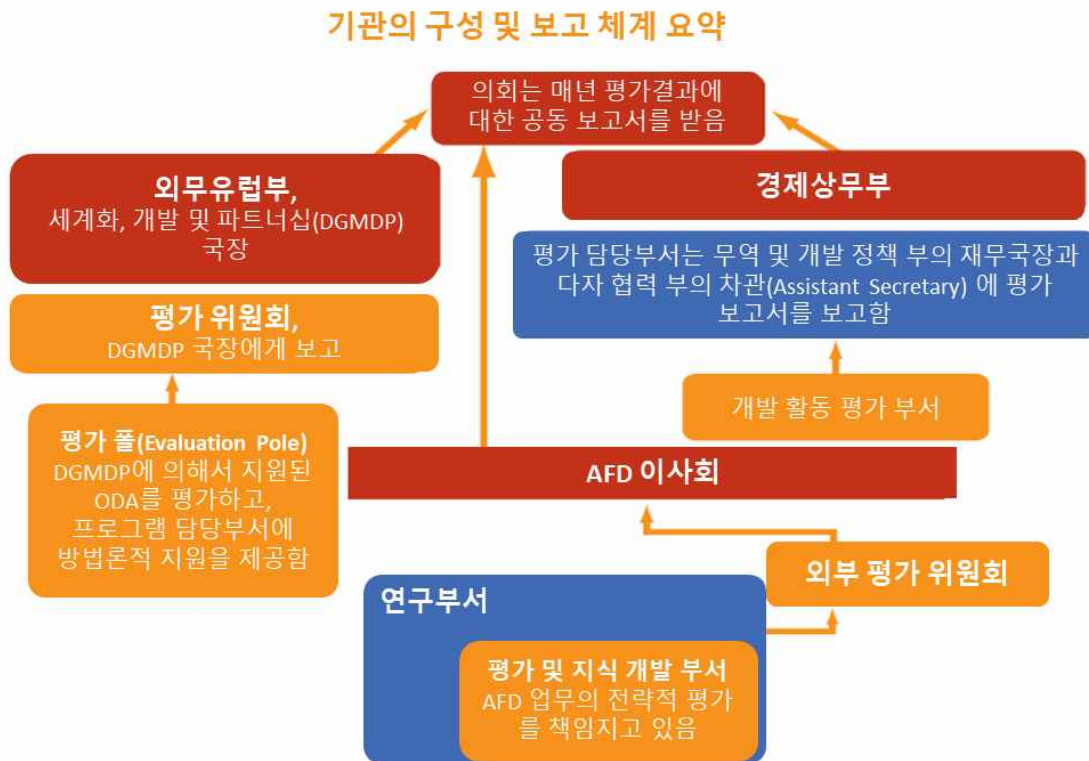 기관의 구성 및 보고 체계 요약
의회는 매년 평가결과에
대한 공동 보고서를 받음
외무유럽부,
세계화, 개발 및 파트너십(DGMDP)
국장
경제상무부
평가 담당부서는 무역 및 개발 정책 부의 재무국장과
다자 협력 부의 차관(Assistant Secretary) 에 평가
보고서를 보고함
평가 위원회,
DGMDP 국장에게 보고
개발 활동 평가 부서
평가 폴(Evaluation Pole)
DGMDP에 의해서 지원된
ODA를 평가하고,
프로그램 담당부서에
방법론적 지원을 제공함
AFD 이사회
외부 평가 위원회
연구부서
평가 및 지식 개발 부서
AFD 업무의 전략적 평가
를 책임지고 있음